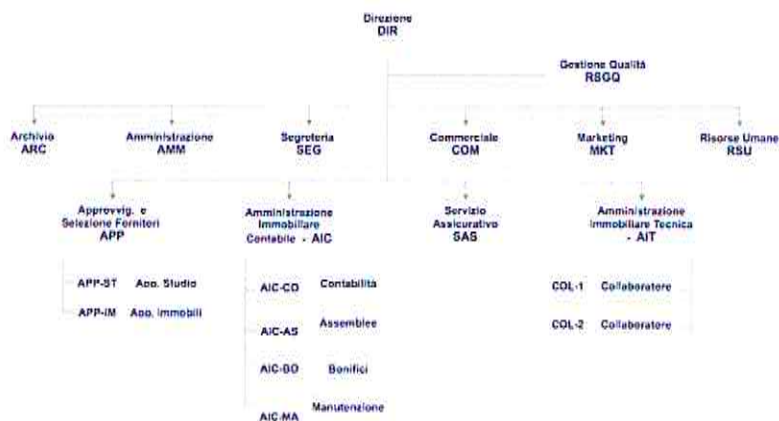 Direzione
DIR
Gestione Qualità
RSGQ
Archivio
ARC
Amministrazione
AMM
Segreteria
SEG
Commerciale
COM
Marketing
MKT
Risorse Umane
RSU
Approvvig. e
Selezione Fornitori
APP
Amministrazione
Immobiliare
Contabile - AIC
Servizio
Assicurativo
SAS
Amministrazione
Immobiliare Tecnica
- AIT
APP-ST App. Studio
APP-IM App. Immobili
AIC-CO Contabilità
AIC-AS Assemblee
AIC-BO Bonifici
AIC-MA Manutenzione
COL-1 Collaboratore
COL-2 Collaboratore